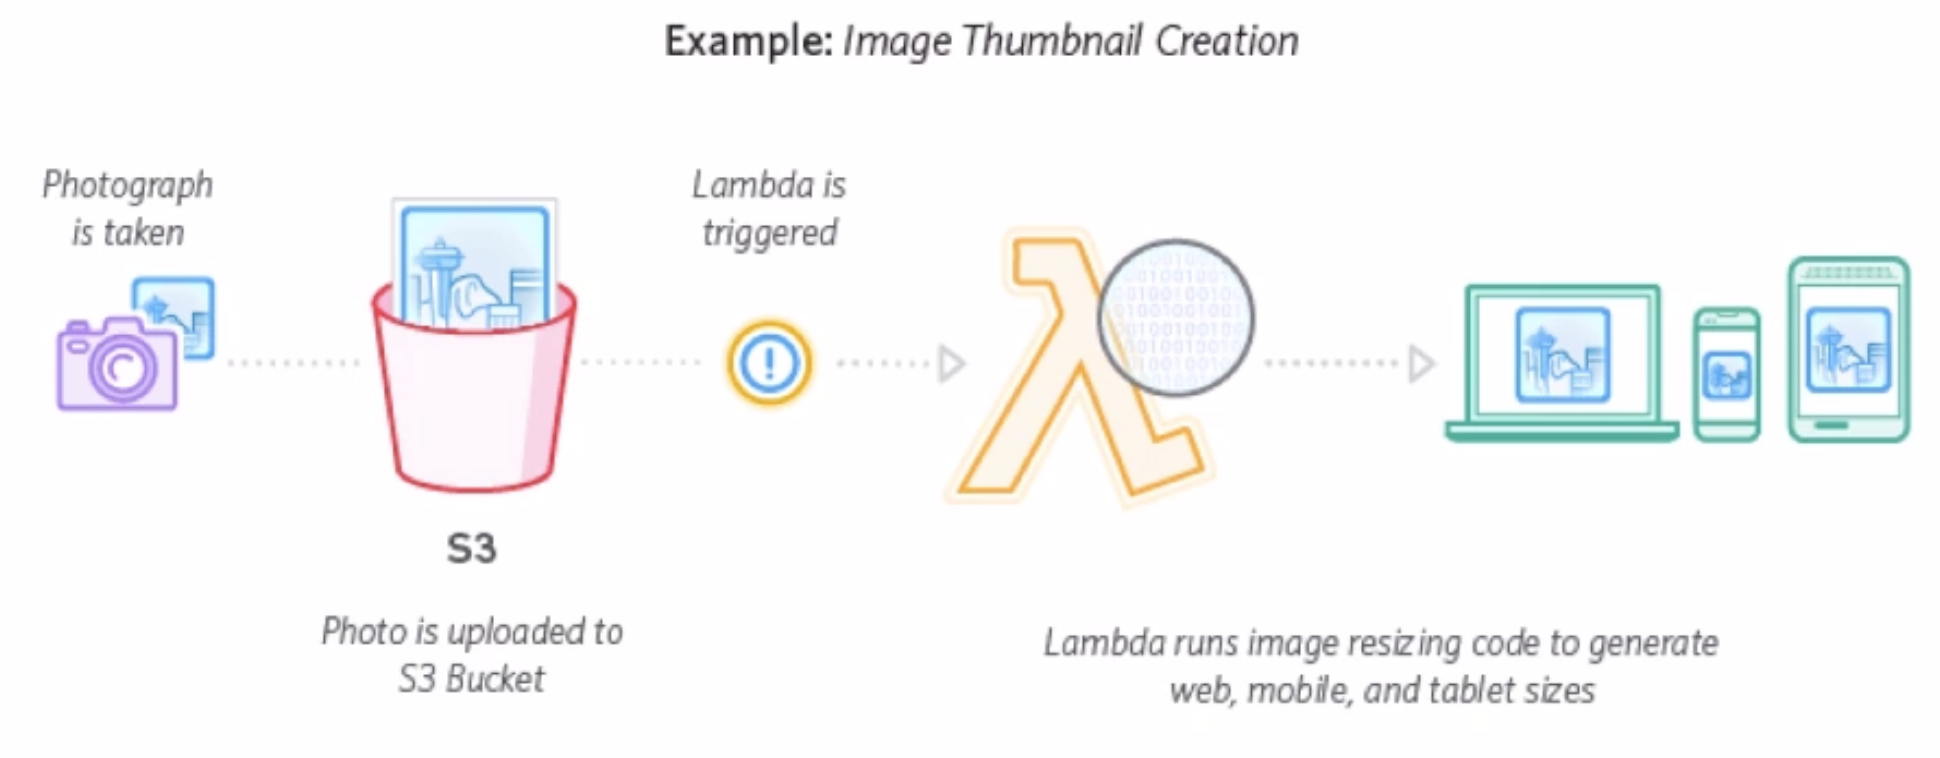 Example: Image Thumbnail Creation
Photograph
is taken
Lambda is
triggered
S3
Photo is uploaded to
S3 Bucket
Lambda runs image resizing code to generate
web, mobile, and tablet sizes